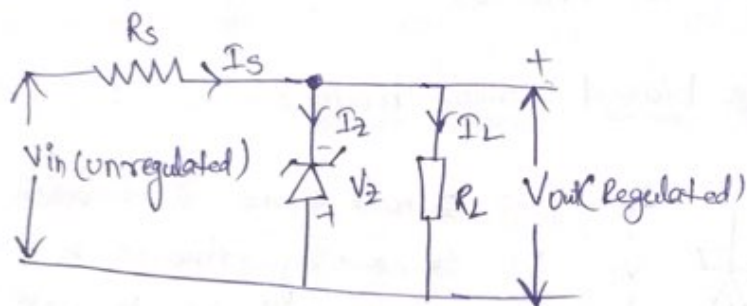 Rs
Is
+
Iz
IL
Vin (unregulated)
-
Vz
+
RL
Vout (Regulated)